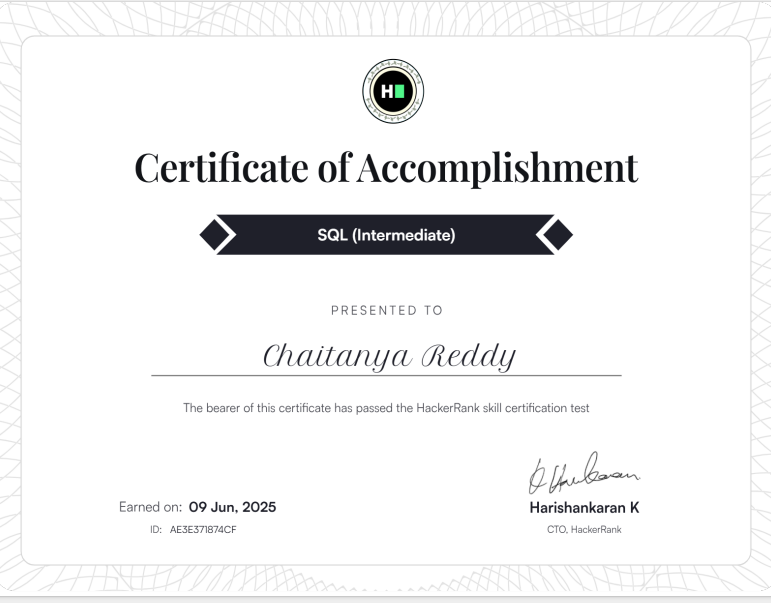 H
Certificate of Accomplishment
SQL (Intermediate)
PRESENTED TO
Chaitanya Reddy
The bearer of this certificate has passed the HackerRank skill certification test
Earned on: 09 Jun, 2025
ID: AE3E371874CF
Harishankaran K
CTO, HackerRank